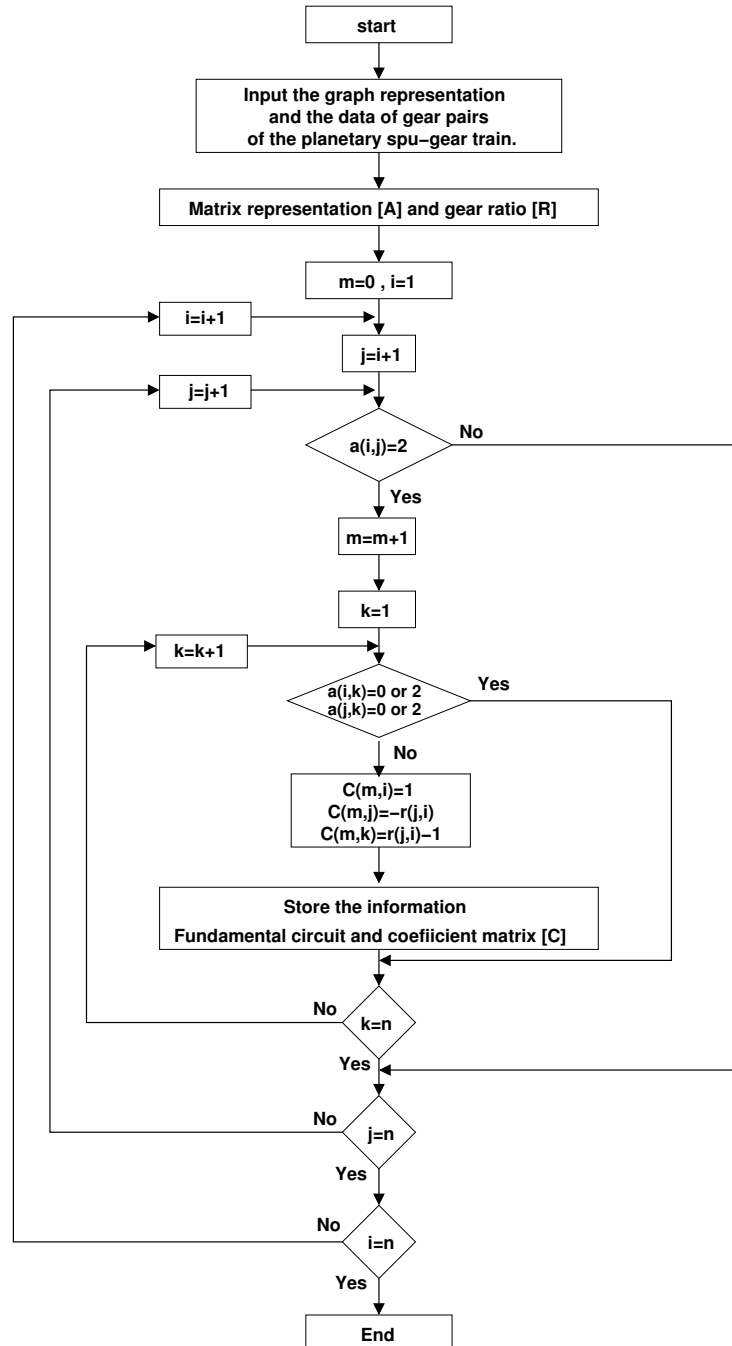 start
Input the graph representation
and the data of gear pairs
of the planetary spu−gear train.
Matrix representation [A] and gear ratio [R]
m=0 , i=1
i=i+1
j=i+1
j=j+1
a(i,j)=2
No
Yes
m=m+1
k=1
k=k+1
a(i,k)=0 or 2
a(j,k)=0 or 2
Yes
No
C(m,i)=1
C(m,j)=−r(j,i)
C(m,k)=r(j,i)−1
Store the information
Fundamental circuit and coefiicient matrix [C]
No
k=n
Yes
No
j=n
Yes
No
i=n
Yes
End